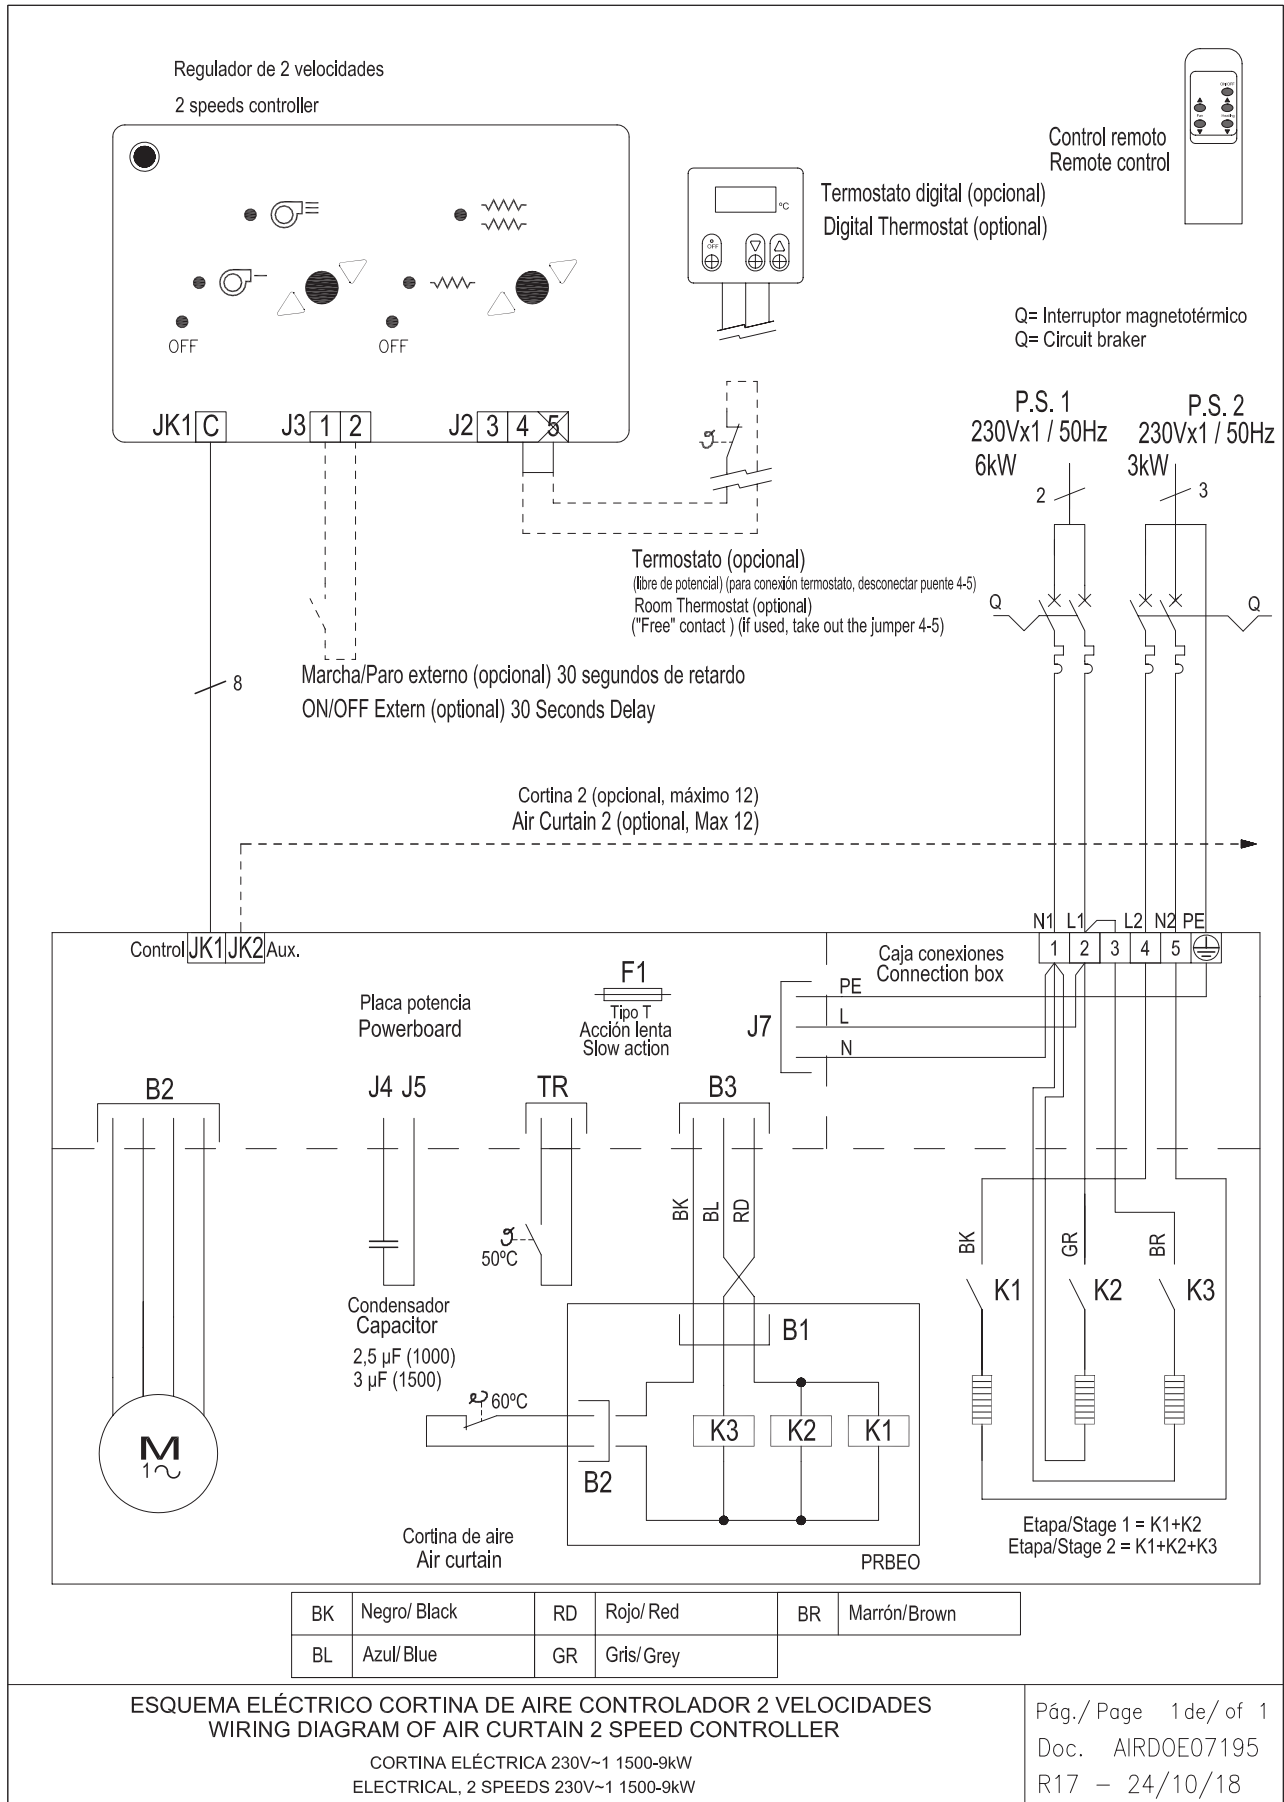 Regulador de 2 velocidades
2 speeds controller
OFF
OFF
JK1 C
J3 1 2
J2 3 4 5
°C
OFF
Termostato digital (opcional)
Digital Thermostat (optional)
Control remoto
Remote control
ON/OFF
Fan
Heating
Q= Interruptor magnetotérmico
Q= Circuit braker
P.S. 1
230Vx1 / 50Hz
6kW
2
P.S. 2
230Vx1 / 50Hz
3kW
3
Q
Q
Termostato (opcional)
(libre de potencial) (para conexión termostato, desconectar puente 4-5)
Room Thermostat (optional)
("Free" contact ) (if used, take out the jumper 4-5)
Marcha/Paro externo (opcional) 30 segundos de retardo
ON/OFF Extern (optional) 30 Seconds Delay
8
Cortina 2 (opcional, máximo 12)
Air Curtain 2 (optional, Max 12)
N1 L1 L2 N2 PE
1 2 3 4 5
Control JK1 JK2 Aux.
Caja conexiones
Connection box
Placa potencia
Powerboard
F1
Tipo T
Acción lenta
Slow action
J7
PE
L
N
B2
J4 J5
TR
B3
BK
BL
RD
50ºC
Condensador
Capacitor
2,5 µF (1000)
3 µF (1500)
B1
60ºC
K3
K2
K1
B2
M
1
BK
GR
BR
K1
K2
K3
Cortina de aire
Air curtain
PRBEO
Etapa/Stage 1 = K1+K2
Etapa/Stage 2 = K1+K2+K3
BK Negro/ Black RD Rojo/ Red BR Marrón/Brown
BL Azul/ Blue GR Gris/ Grey
ESQUEMA ELÉCTRICO CORTINA DE AIRE CONTROLADOR 2 VELOCIDADES
WIRING DIAGRAM OF AIR CURTAIN 2 SPEED CONTROLLER
CORTINA ELÉCTRICA 230V~1 1500-9kW
ELECTRICAL, 2 SPEEDS 230V~1 1500-9kW
Pág./ Page 1 de/ of 1
Doc. AIRDOE07195
R17 - 24/10/18